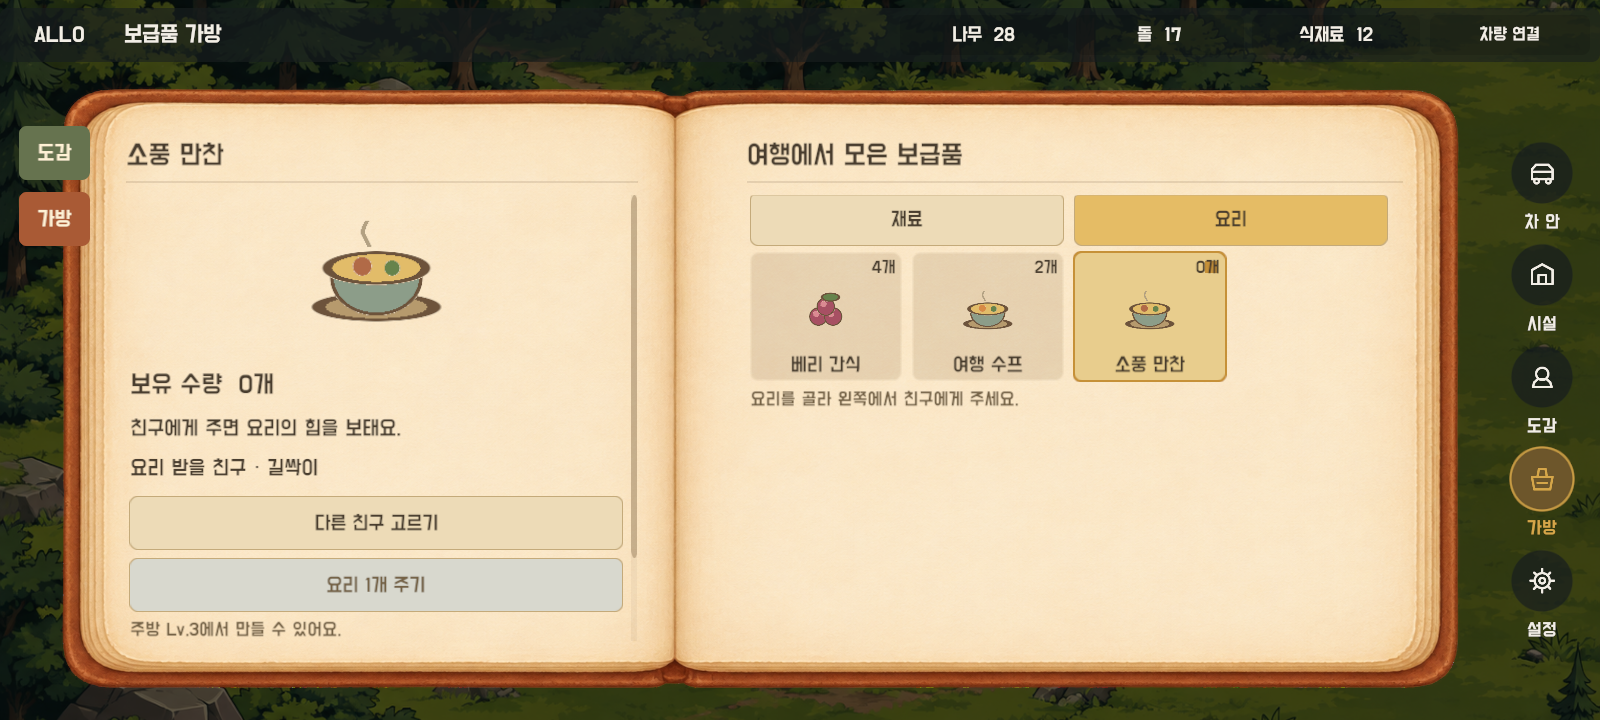 ALLO 보급품 가방 나무 28 돌 17 식재료 12 차량 연결
도감
가방
소풍 만찬
보유 수량 0개
친구에게 주면 요리의 힘을 보태요.
요리 받을 친구 · 길싹이
다른 친구 고르기
요리 1개 주기
주방 Lv.3에서 만들 수 있어요.
여행에서 모은 보급품
재료 요리
4개 2개 0개
베리 간식 여행 수프 소풍 만찬
요리를 골라 왼쪽에서 친구에게 주세요.
차 안
시설
도감
가방
설정